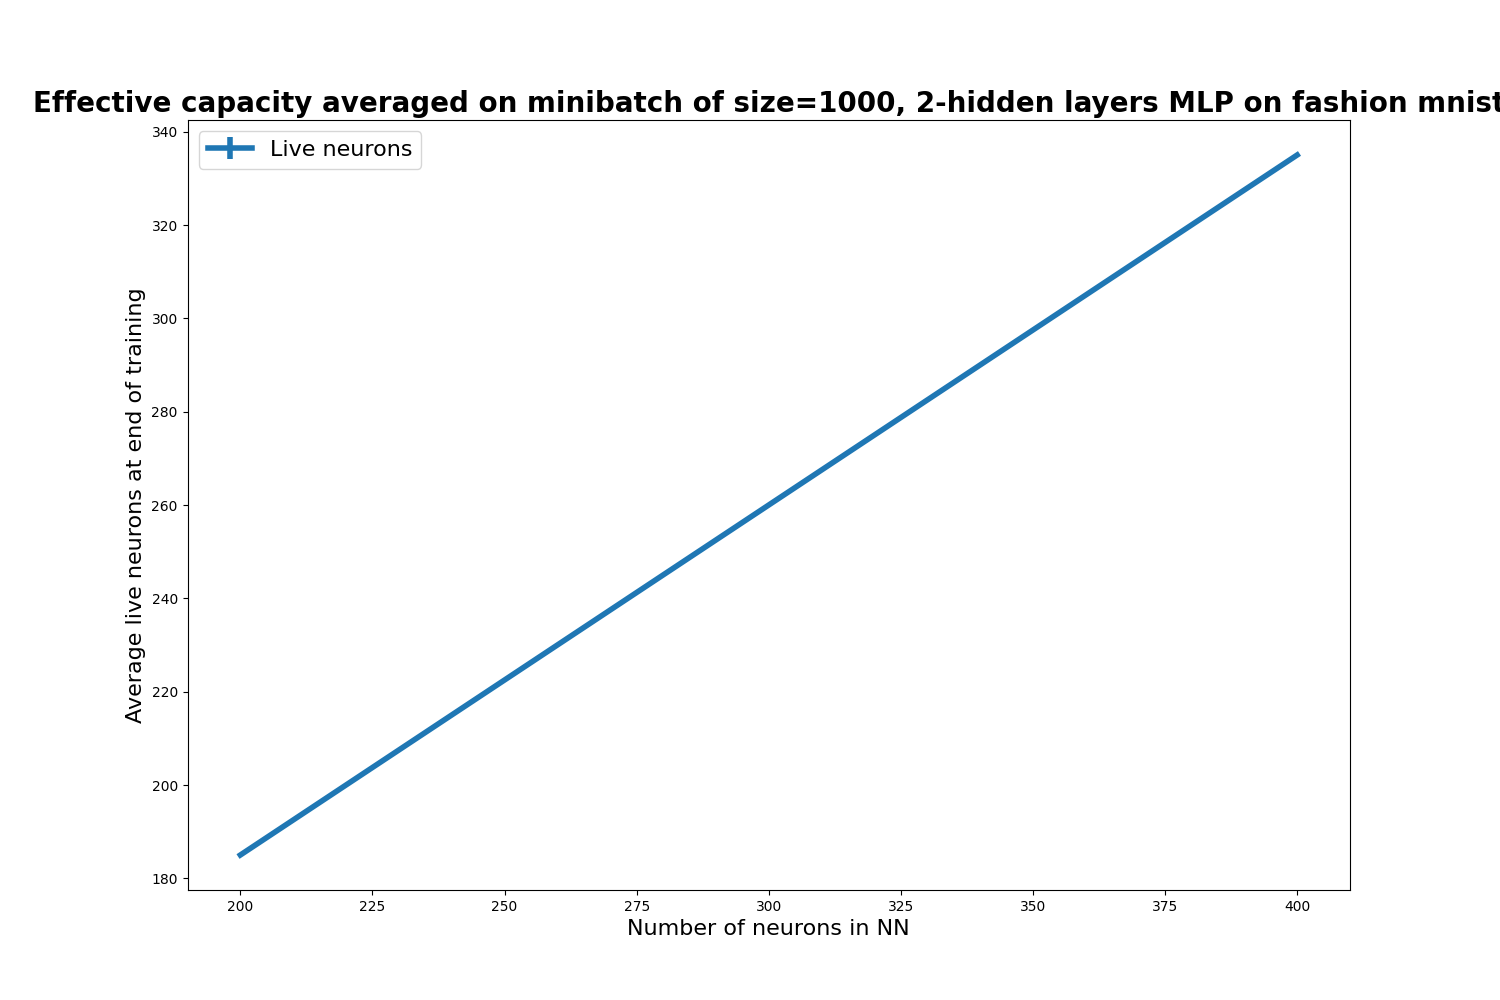 Effective capacity averaged on minibatch of size=1000, 2-hidden layers MLP on fashion mnist
Live neurons
340
320
300
280
260
240
220
200
180
Average live neurons at end of training
200 225 250 275 300 325 350 375 400
Number of neurons in NN